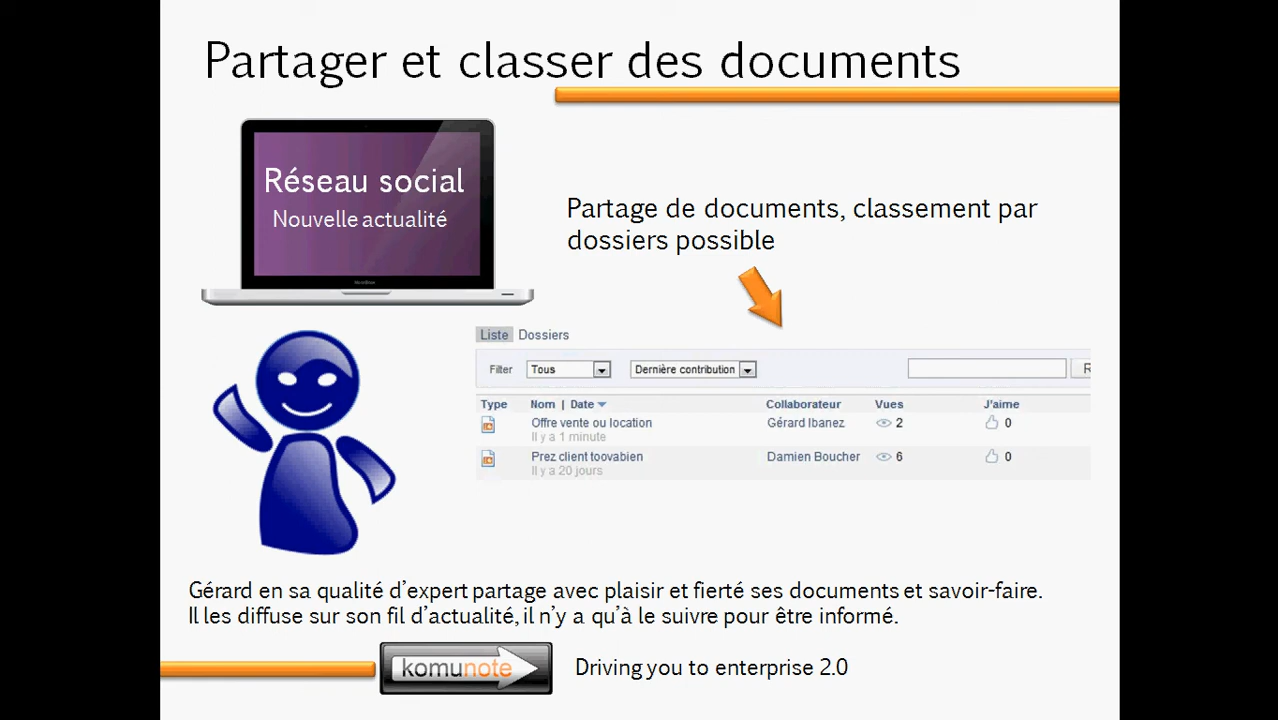 Partager et classer des documents
Réseau social
Nouvelle actualité
Partage de documents, classement par
dossiers possible
Liste Dossiers
Filter Tous Dernière contribution R
Type Nom | Date Collaborateur Vues J'aime
Offre vente ou location Gérard Ibanez 2 0
Il y a 1 minute
Prez client toovabien Damien Boucher 6 0
Il y a 20 jours
Gérard en sa qualité d'expert partage avec plaisir et fierté ses documents et savoir-faire.
Il les diffuse sur son fil d'actualité, il n'y a qu'à le suivre pour être informé.
komunote Driving you to enterprise 2.0